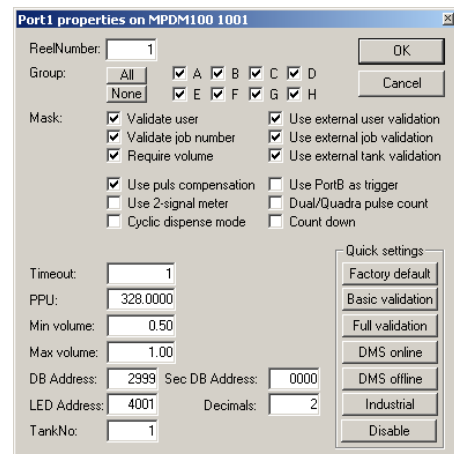 Port1 properties on MPDM100 1001
ReelNumber: 1 OK
Group: All A B C D Cancel
None E F G H
Mask: Validate user Use external user validation
Validate job number Use external job validation
Require volume Use external tank validation
Use puls compensation Use PortB as trigger
Use 2-signal meter Dual/Quadra pulse count
Cyclic dispense mode Count down
Quick settings
Timeout: 1 Factory default
PPU: 328.0000 Basic validation
Min volume: 0.50 Full validation
Max volume: 1.00 DMS online
DB Address: 2999 Sec DB Address: 0000 DMS offline
LED Address: 4001 Decimals: 2 Industrial
TankNo: 1 Disable